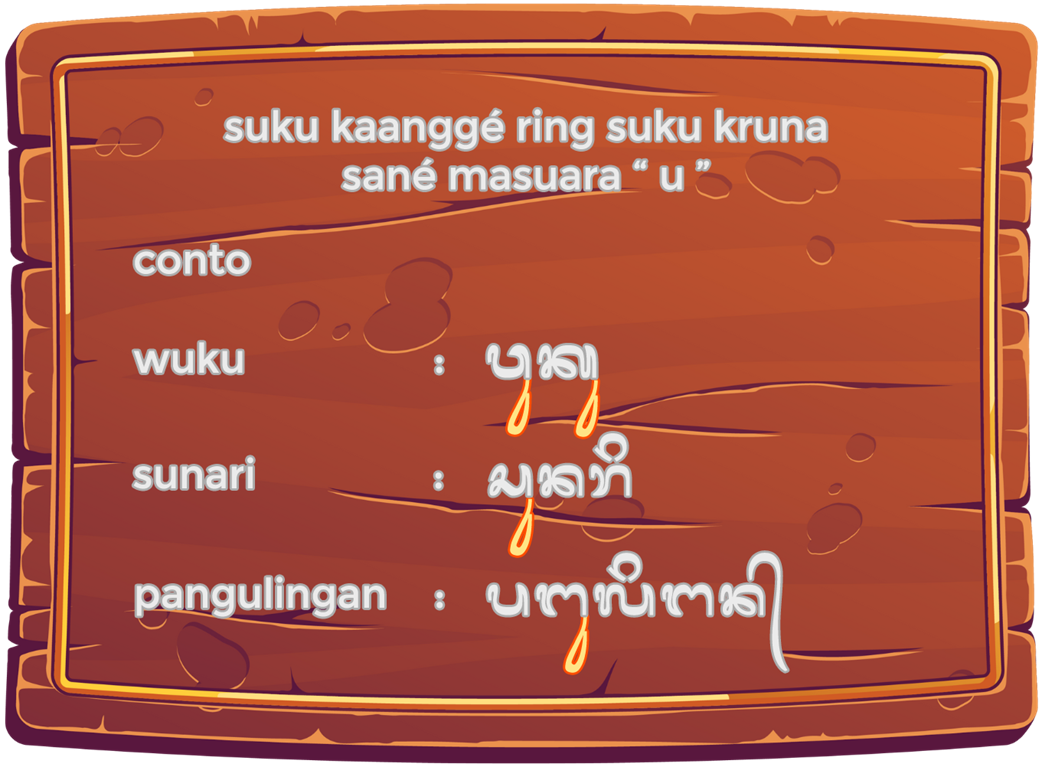 suku kaanggé ring suku kruna
sané masuara “ u ”
conto
wuku : ᬯᬸᬓᬸ
sunari : ᬲᬸᬦᬭᬶ
pangulingan : ᬧᬗᬸᬮᬶᬗᬦ᭄